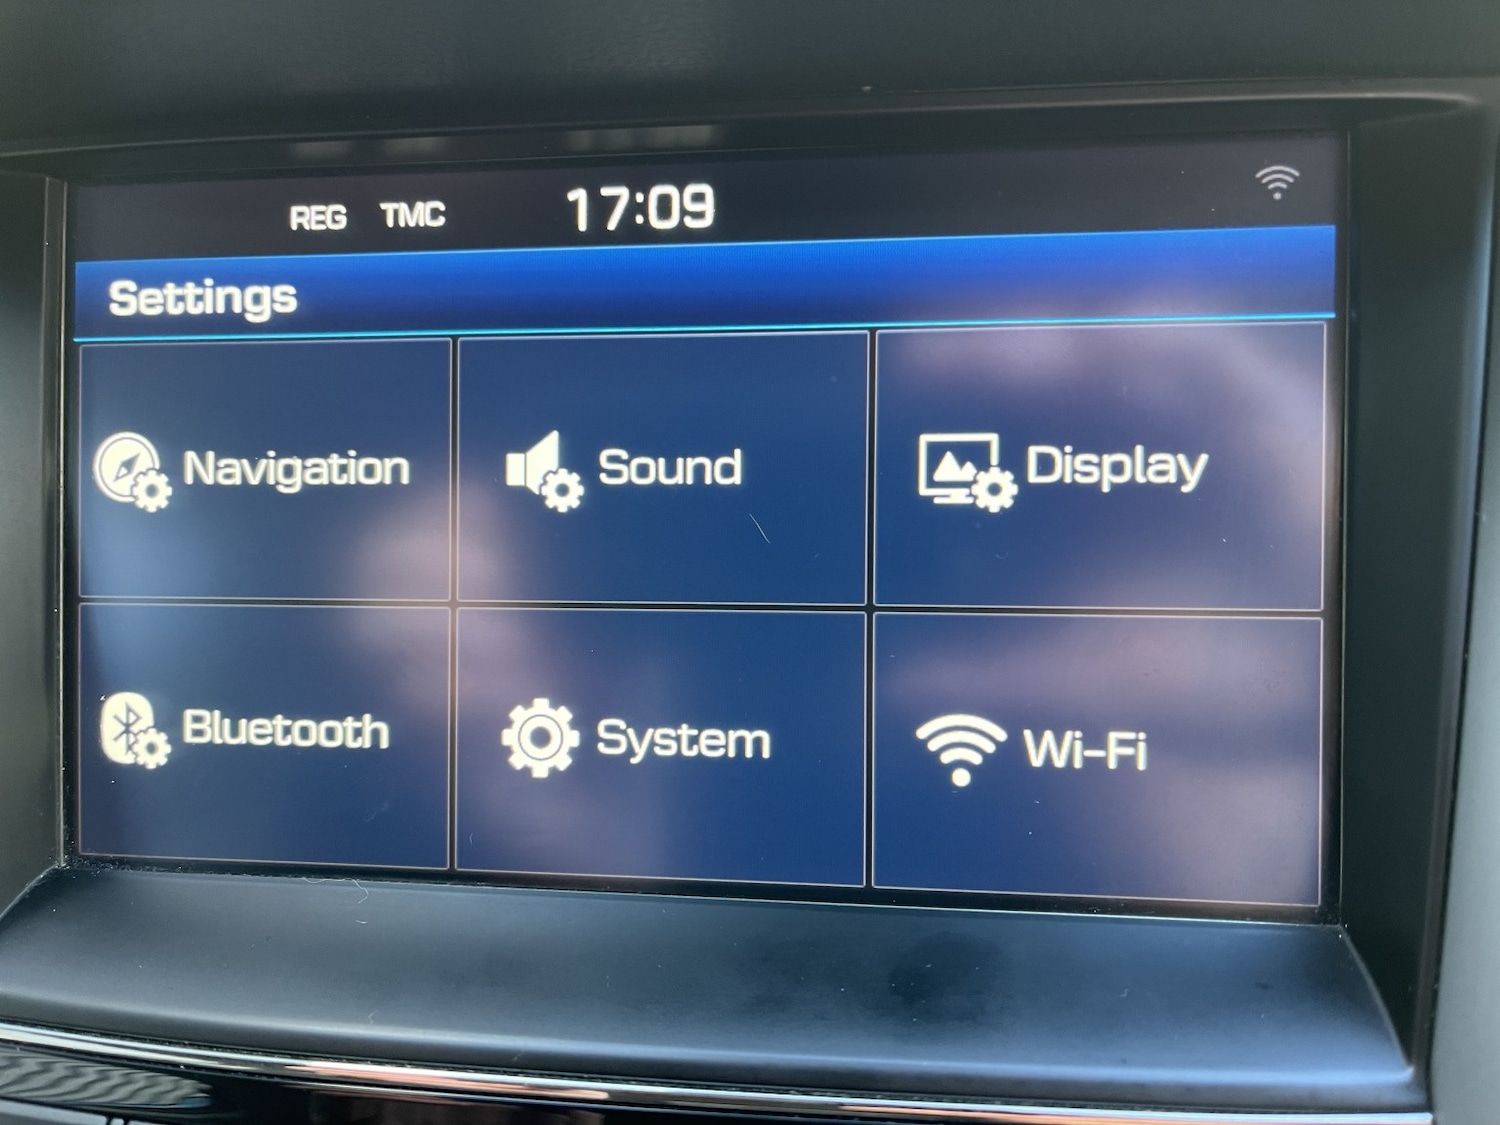 REG TMC 17:09
Settings
Navigation Sound Display
Bluetooth System Wi-Fi